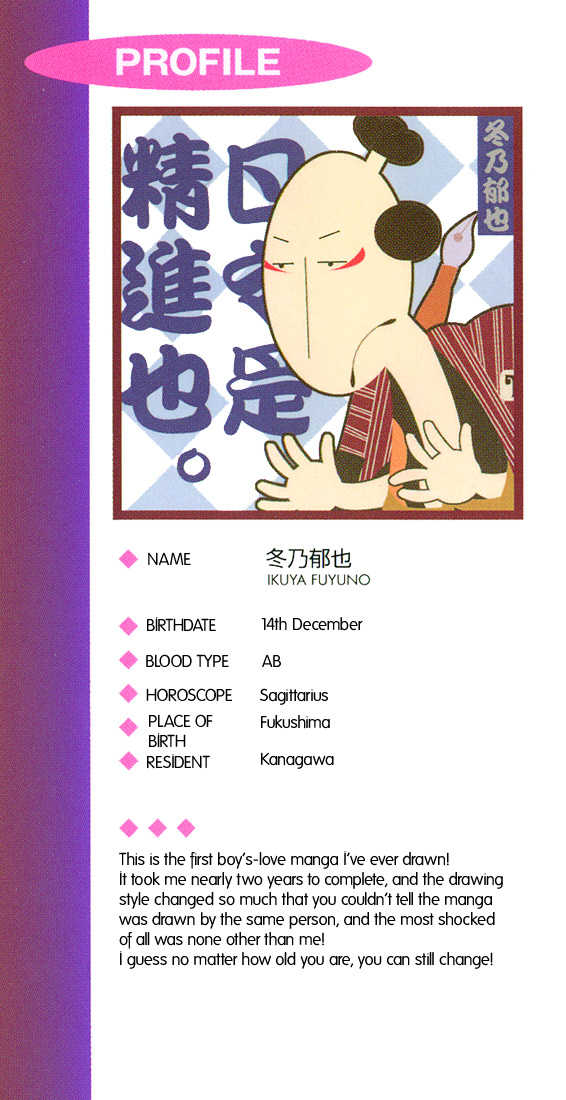 PROFILE
日々是
精進也。
冬乃郁也
NAME 冬乃郁也
IKUYA FUYUNO
BIRTHDATE 14th December
BLOOD TYPE AB
HOROSCOPE Sagittarius
PLACE OF BIRTH Fukushima
RESIDENT Kanagawa
This is the first boy's-love manga I've ever drawn!
It took me nearly two years to complete, and the drawing
style changed so much that you couldn't tell the manga
was drawn by the same person, and the most shocked
of all was none other than me!
I guess no matter how old you are, you can still change!